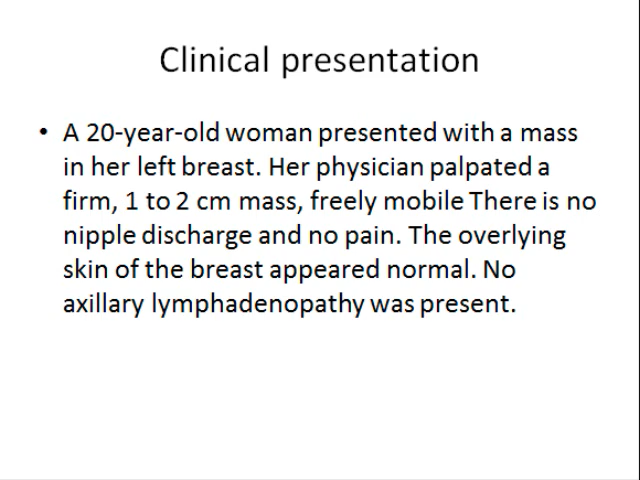 Clinical presentation
• A 20-year-old woman presented with a mass
in her left breast. Her physician palpated a
firm, 1 to 2 cm mass, freely mobile There is no
nipple discharge and no pain. The overlying
skin of the breast appeared normal. No
axillary lymphadenopathy was present.